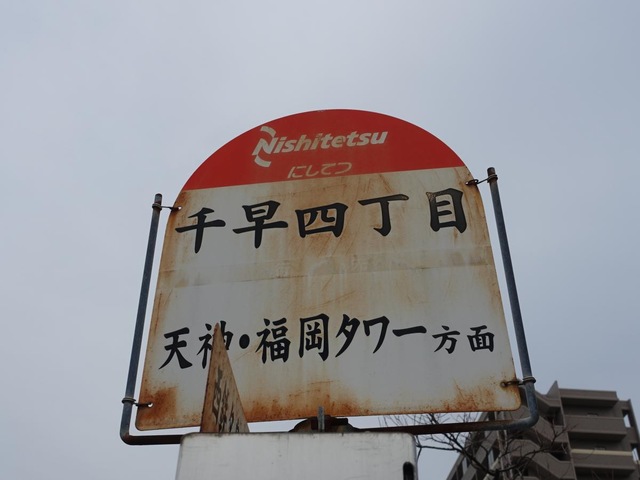 Nishitetsu
にしてつ
千早四丁目
天神・福岡タワー方面